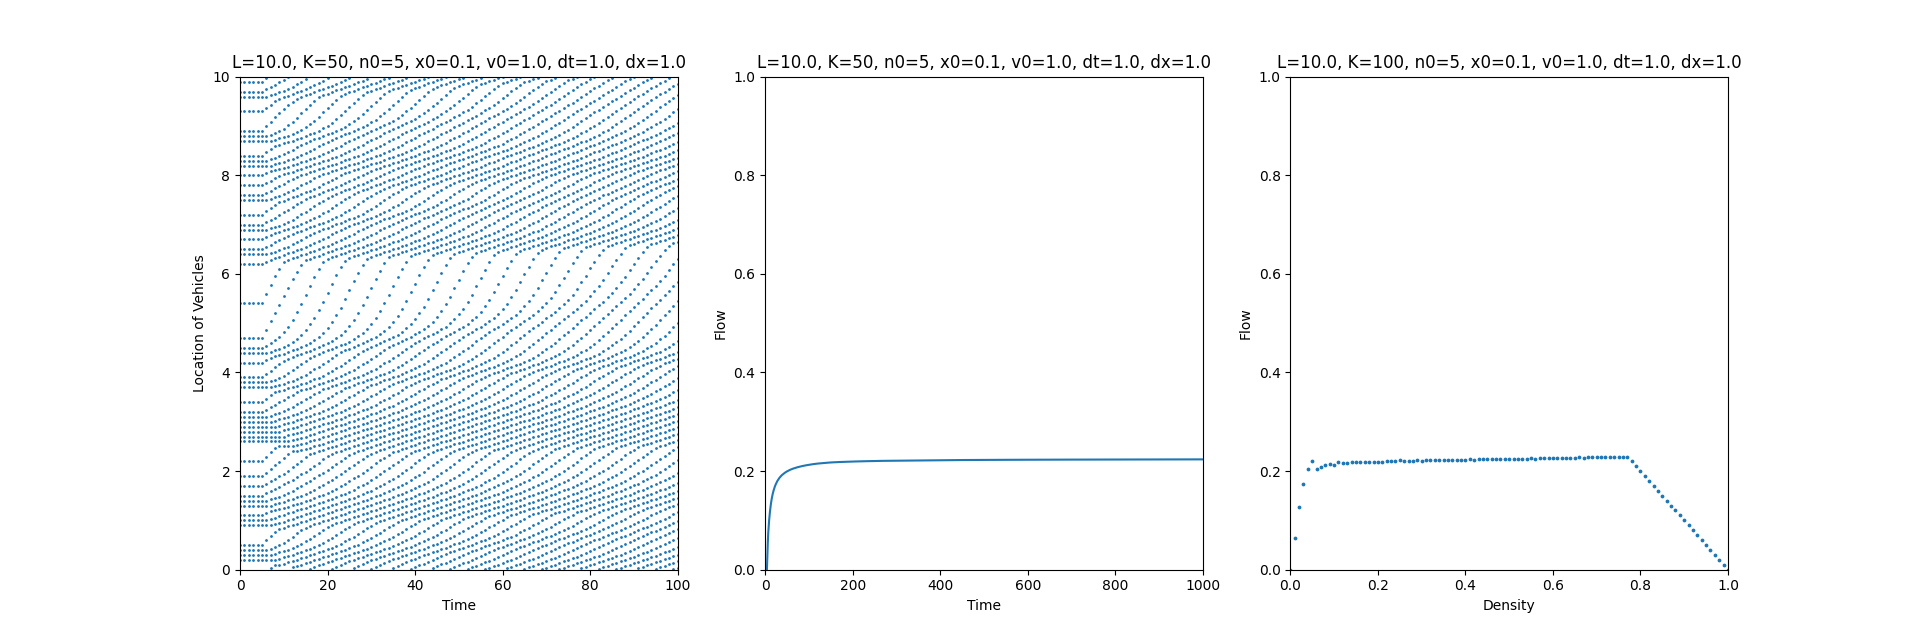 L=10.0, K=50, n0=5, x0=0.1, v0=1.0, dt=1.0, dx=1.0
10
8
6
4
2
0
Location of Vehicles
0 20 40 60 80 100
Time
L=10.0, K=50, n0=5, x0=0.1, v0=1.0, dt=1.0, dx=1.0
1.0
0.8
0.6
0.4
0.2
0.0
Flow
0 200 400 600 800 1000
Time
L=10.0, K=100, n0=5, x0=0.1, v0=1.0, dt=1.0, dx=1.0
1.0
0.8
0.6
0.4
0.2
0.0
Flow
0.0 0.2 0.4 0.6 0.8 1.0
Density